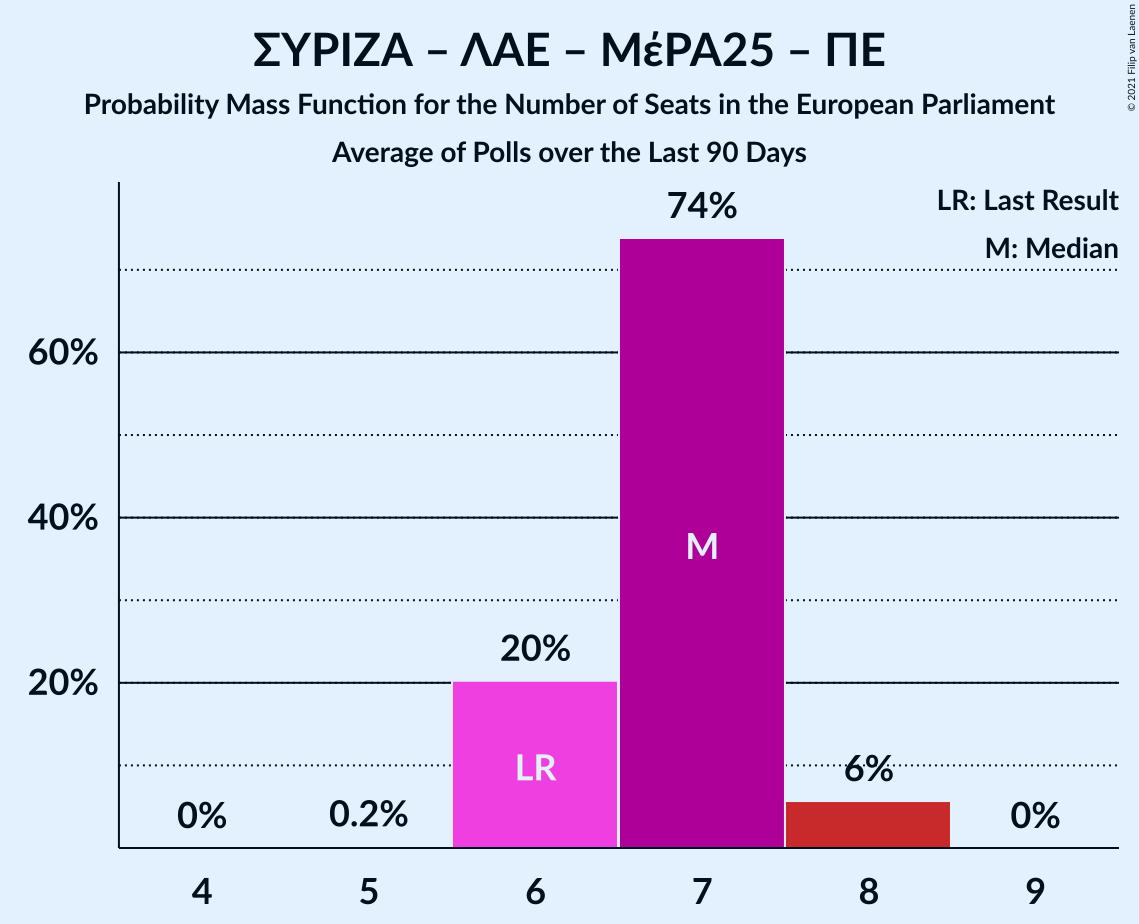 ΣΥΡΙΖΑ – ΛΑΕ – ΜέΡΑ25 – ΠΕ
Probability Mass Function for the Number of Seats in the European Parliament
Average of Polls over the Last 90 Days
© 2021 Filip van Laenen
LR: Last Result
M: Median
74%
60%
40%
M
20%
20%
LR
6%
0%
0.2%
0%
4 5 6 7 8 9